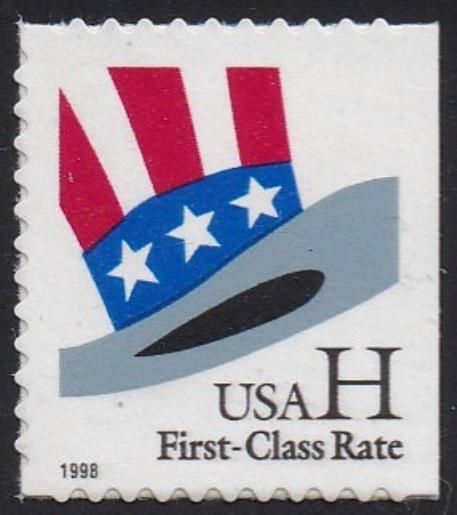 USA H
First-Class Rate
1998